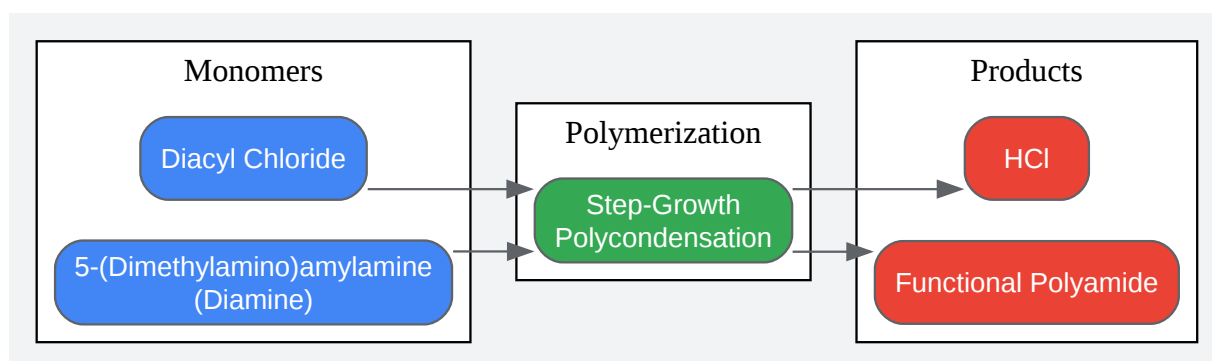 Monomers
Diacyl Chloride
5-(Dimethylamino)amylamine
(Diamine)
Polymerization
Step-Growth
Polycondensation
Products
HCl
Functional Polyamide